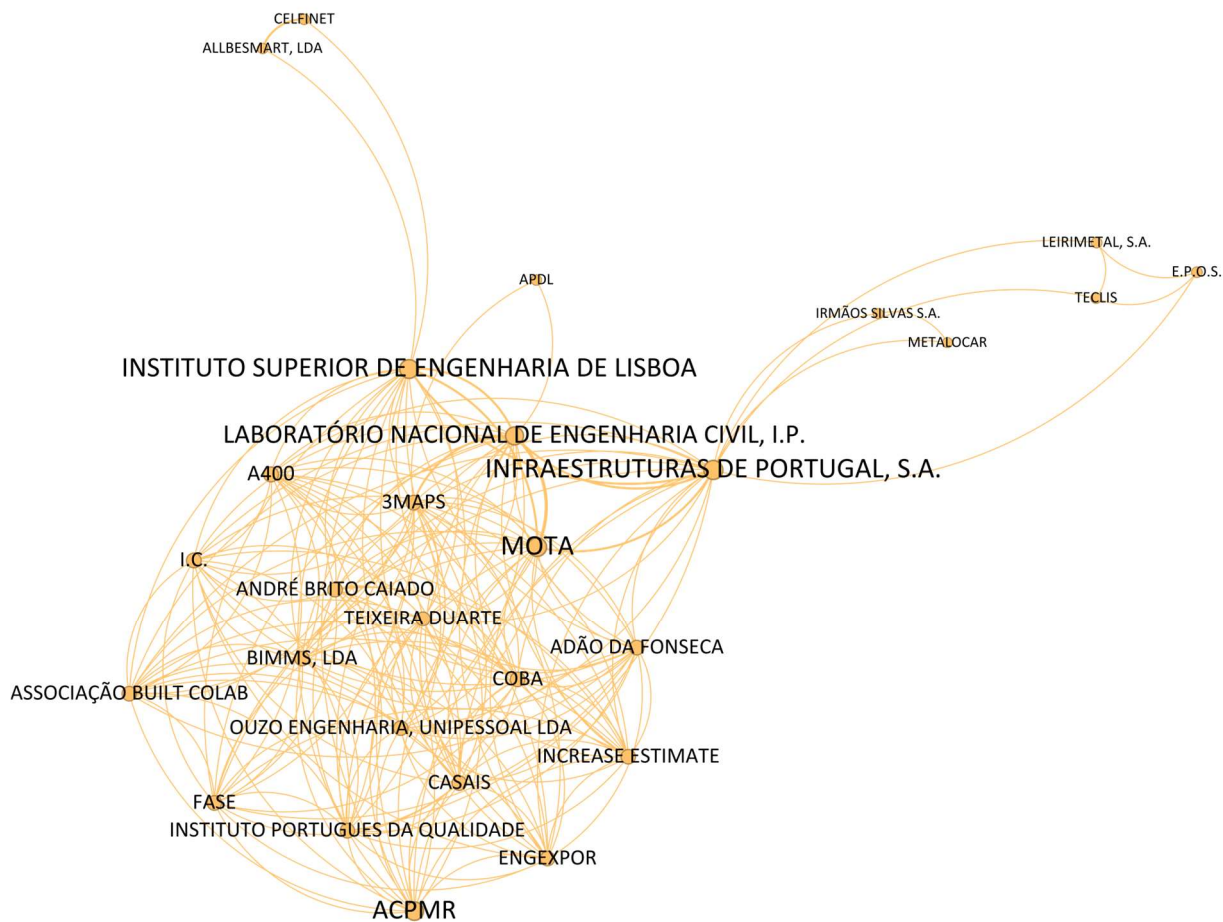 CELFINET
ALLBESMART, LDA
LEIRIMETAL, S.A.
E.P.O.S.
APDL
TECLIS
IRMÃOS SILVAS S.A.
METALOCAR
INSTITUTO SUPERIOR DE ENGENHARIA DE LISBOA
LABORATÓRIO NACIONAL DE ENGENHARIA CIVIL, I.P.
INFRAESTRUTURAS DE PORTUGAL, S.A.
A400
3MAPS
MOTA
I.C.
ANDRÉ BRITO CAIADO
TEIXEIRA DUARTE
ADÃO DA FONSECA
BIMMS, LDA
COBA
ASSOCIAÇÃO BUILT COLAB
OUZO ENGENHARIA, UNIPESSOAL LDA
INCREASE ESTIMATE
CASAIS
FASE
INSTITUTO PORTUGUES DA QUALIDADE
ENGEXPOR
ACPMR